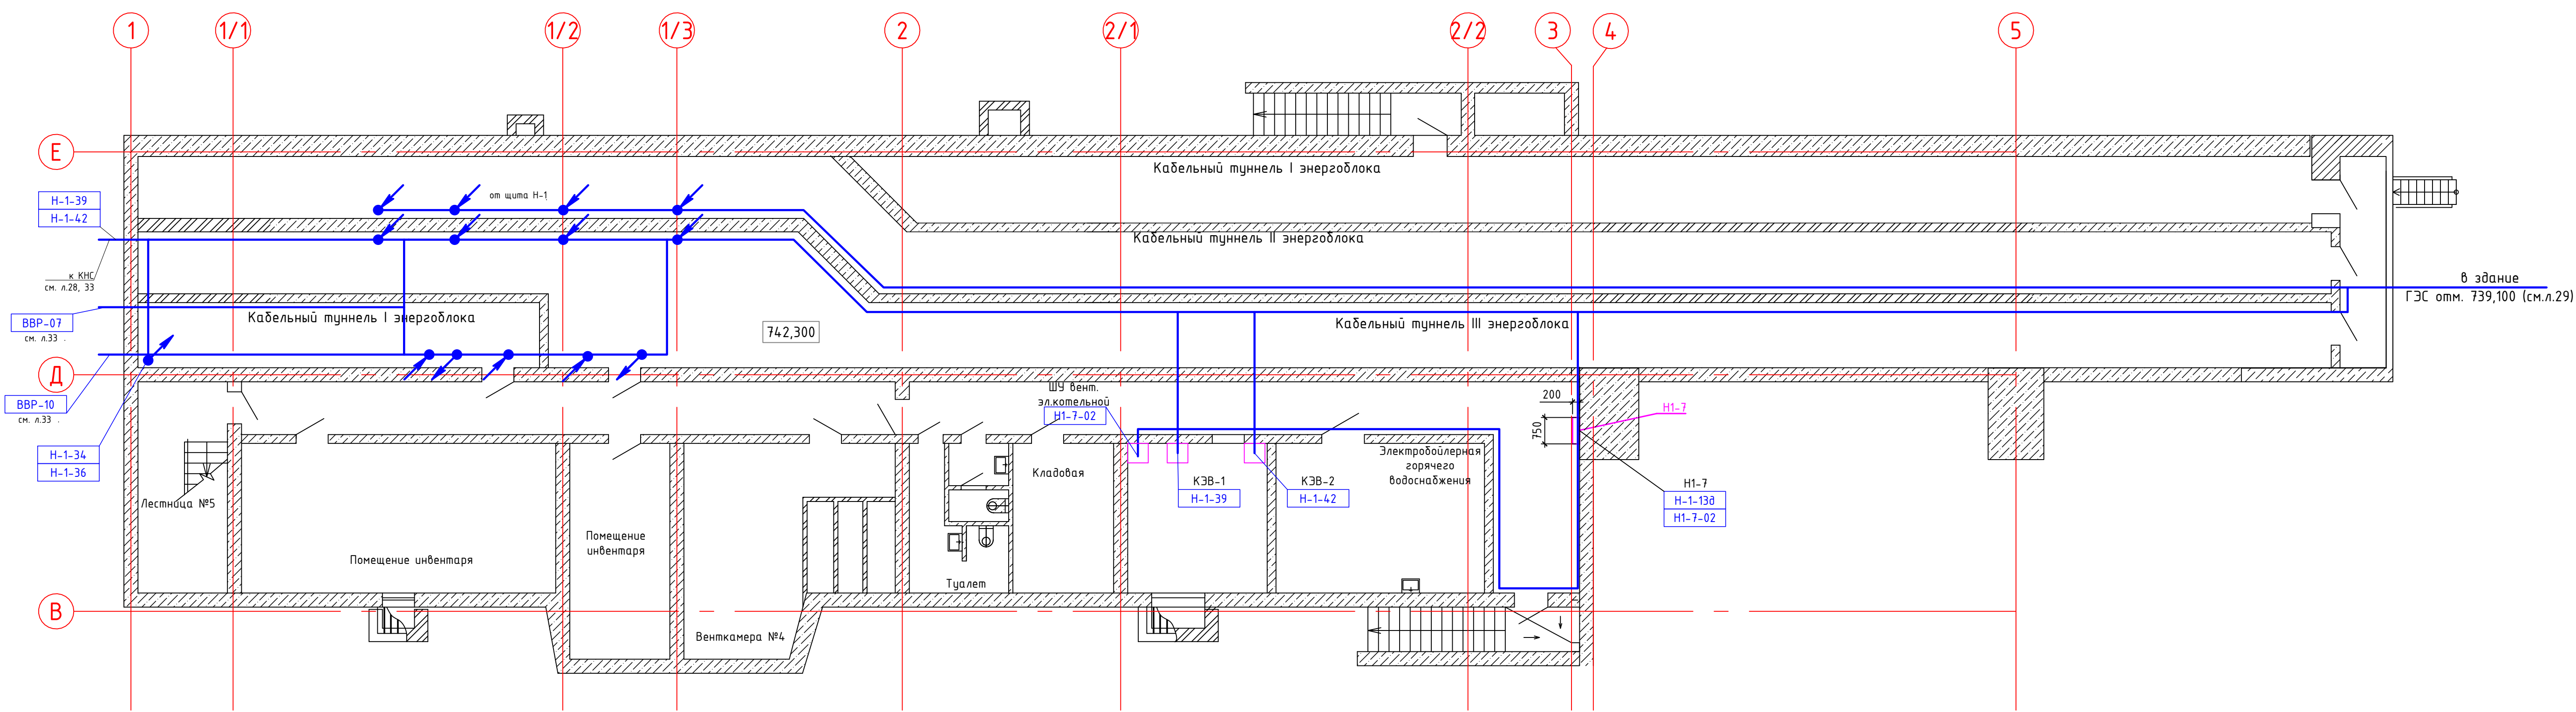 1
1/1
1/2
1/3
2
2/1
2/2
3
4
5
Е
Кабельный туннель I энергоблока
Н-1-39
Н-1-42
от щита Н-1
Кабельный туннель II энергоблока
к КНС
см. л.28, 33
в здание
ГЭС отм. 739,100 (см.л.29)
ВВР-07
см. л.33 .
Кабельный туннель I энергоблока
742,300
Кабельный туннель III энергоблока
Д
ШУ вент.
эл.котельной
Н1-7-02
200
750
Н1-7
ВВР-10
см. л.33 .
Н-1-34
Н-1-36
Кладовая
Электробойлерная
горячего
водоснабжения
КЭВ-1
Н-1-39
КЭВ-2
Н-1-42
Н1-7
Н-1-13д
Н1-7-02
Лестница №5
Помещение инвентаря
Помещение
инвентаря
Туалет
В
Венткамера №4